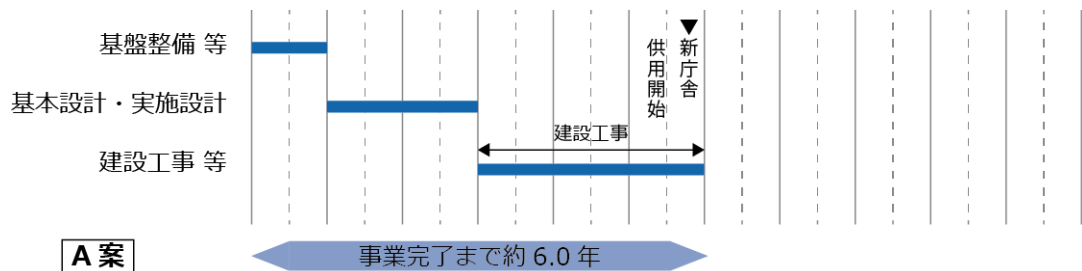 基盤整備 等
基本設計・実施設計
建設工事 等
▼
新庁舎
供用開始
建設工事
A 案
事業完了まで約 6.0 年